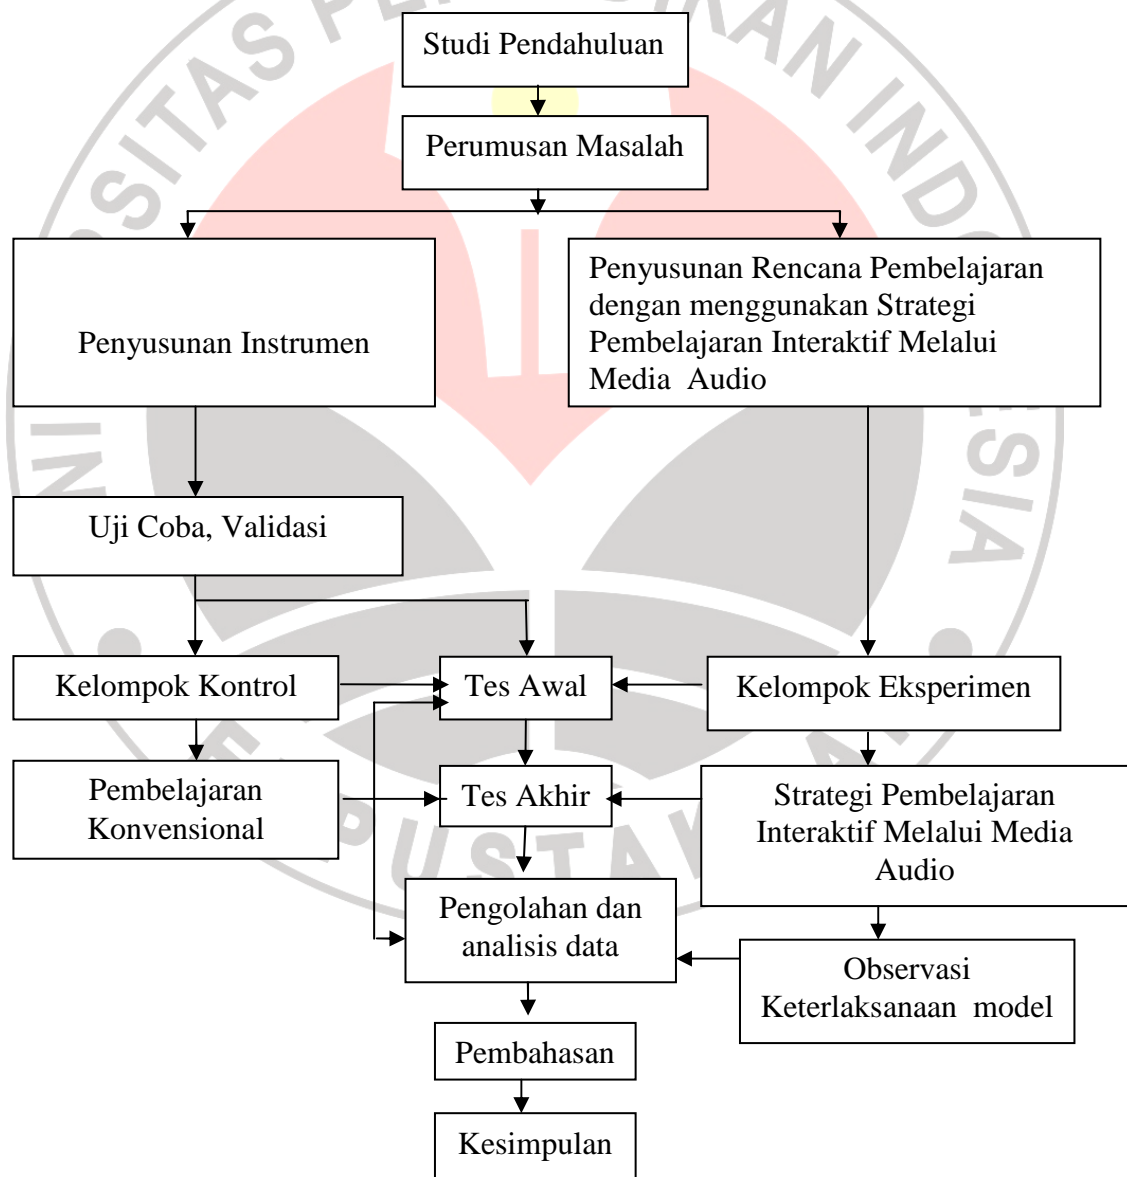 Studi Pendahuluan
Perumusan Masalah
Penyusunan Instrumen
Penyusunan Rencana Pembelajaran
dengan menggunakan Strategi
Pembelajaran Interaktif Melalui
Media Audio
Uji Coba, Validasi
Kelompok Kontrol
Tes Awal
Kelompok Eksperimen
Pembelajaran
Konvensional
Tes Akhir
Strategi Pembelajaran
Interaktif Melalui Media
Audio
Pengolahan dan
analisis data
Observasi
Keterlaksanaan model
Pembahasan
Kesimpulan